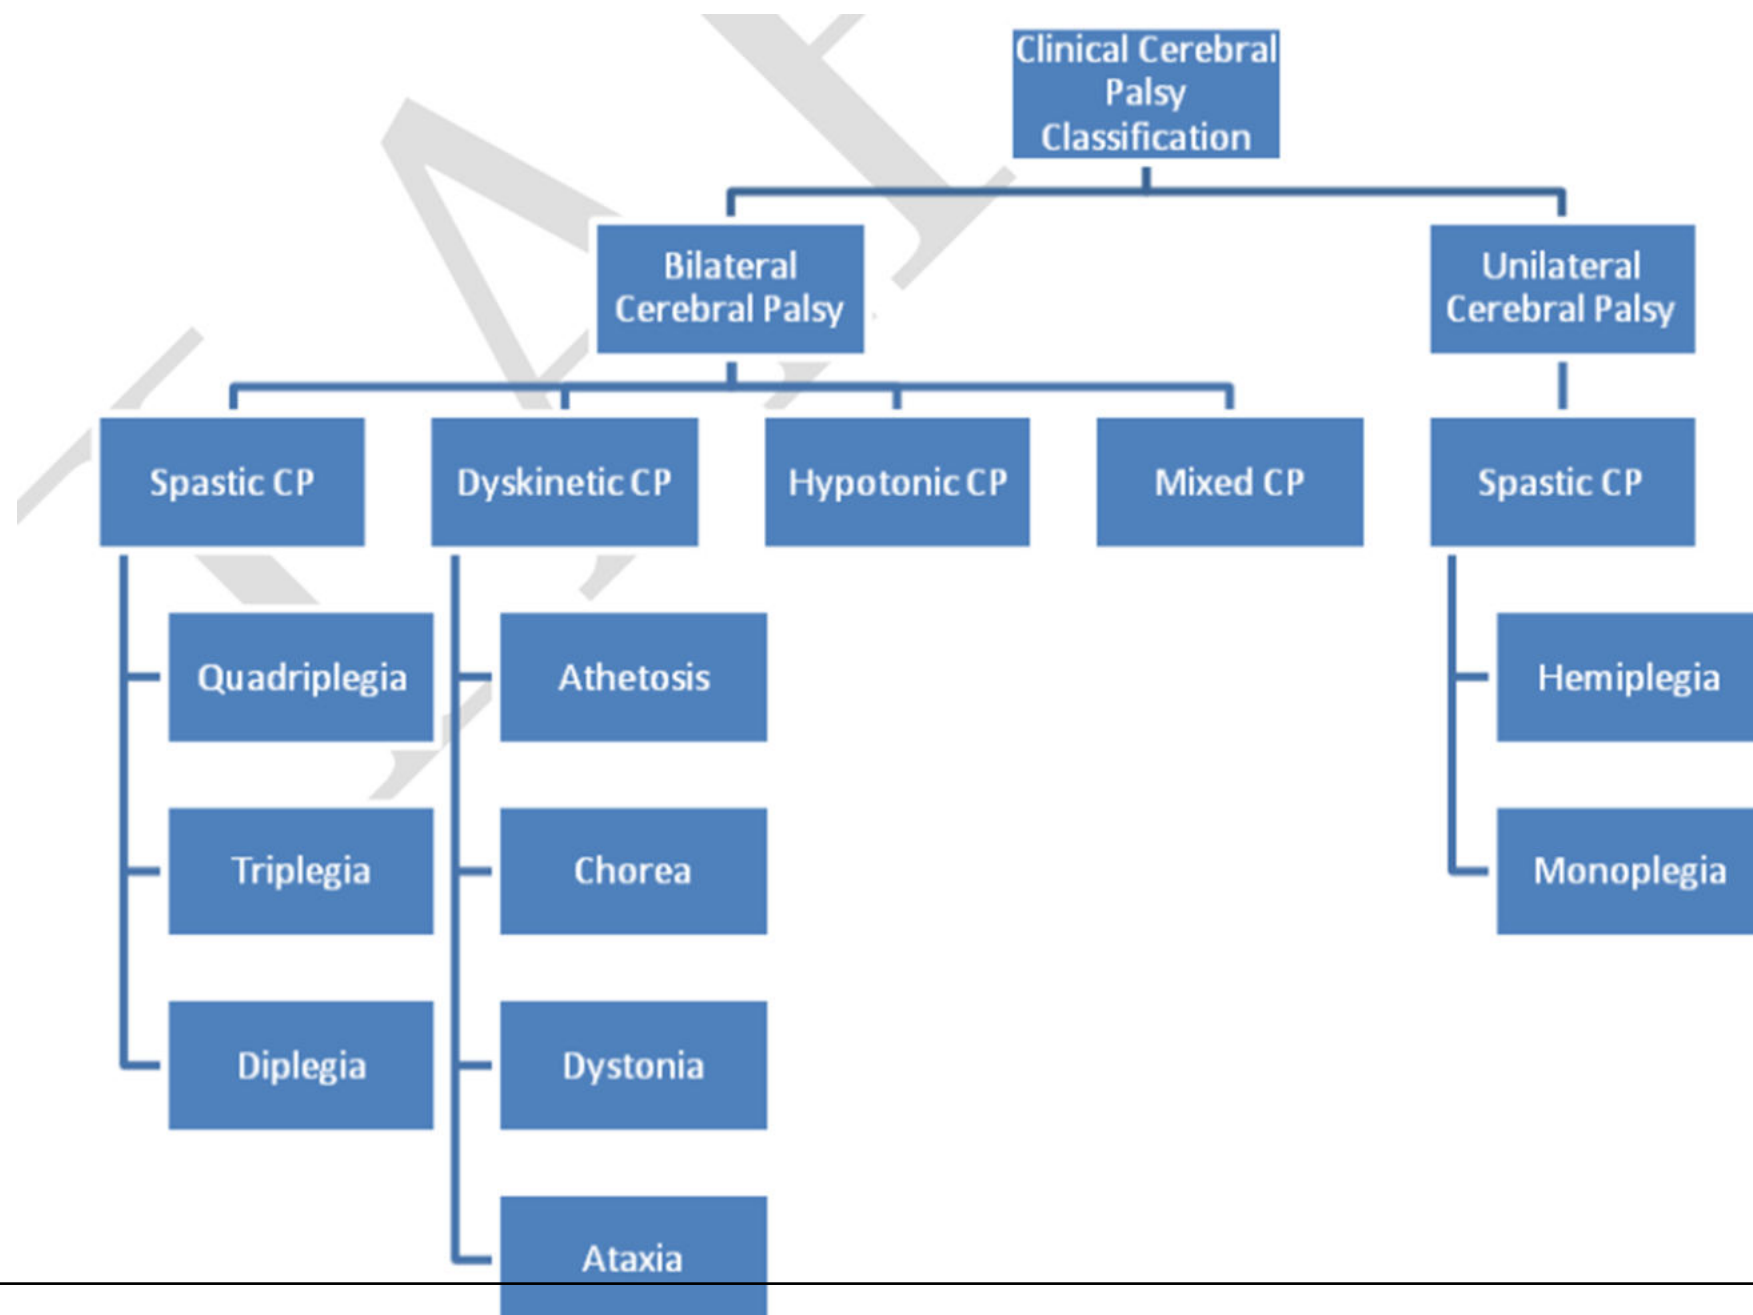 Clinical Cerebral
Palsy
Classification
Bilateral
Cerebral Palsy
Unilateral
Cerebral Palsy
Spastic CP
Dyskinetic CP
Hypotonic CP
Mixed CP
Spastic CP
Quadriplegia
Athetosis
Hemiplegia
Triplegia
Chorea
Monoplegia
Diplegia
Dystonia
Ataxia